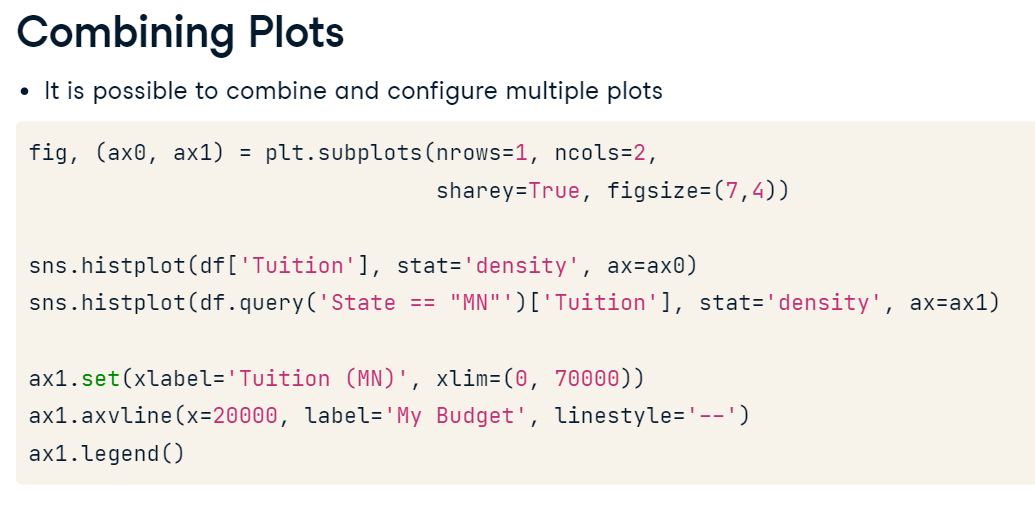 Combining Plots
• It is possible to combine and configure multiple plots
fig, (ax0, ax1) = plt.subplots(nrows=1, ncols=2,
                               sharey=True, figsize=(7,4))
sns.histplot(df['Tuition'], stat='density', ax=ax0)
sns.histplot(df.query('State == "MN"')['Tuition'], stat='density', ax=ax1)
ax1.set(xlabel='Tuition (MN)', xlim=(0, 70000))
ax1.axvline(x=20000, label='My Budget', linestyle='--')
ax1.legend()